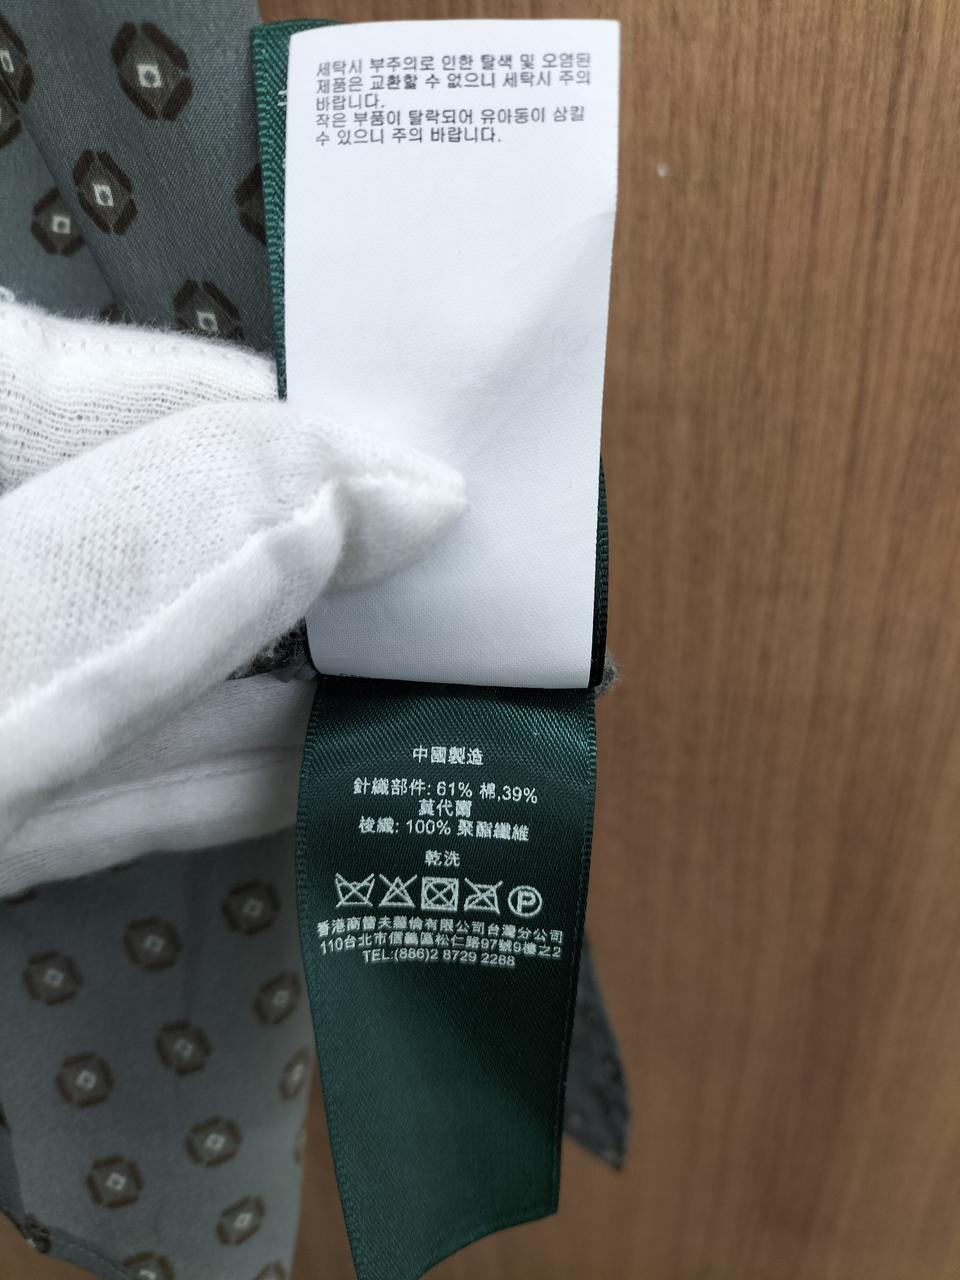 세탁시 부주의로 인한 탈색 및 오염된
제품은 교환할 수 없으니 세탁시 주의
바랍니다.
작은 부품이 탈락되어 유아동이 삼킬
수 있으니 주의 바랍니다.
中國製造
針織部件: 61% 棉,39%
莫代爾
梭織: 100% 聚酯纖維
乾洗
P
香港商雷夫羅倫有限公司台灣分公司
110台北市信義區松仁路97號9樓之2
TEL:(886)2 8729 2288